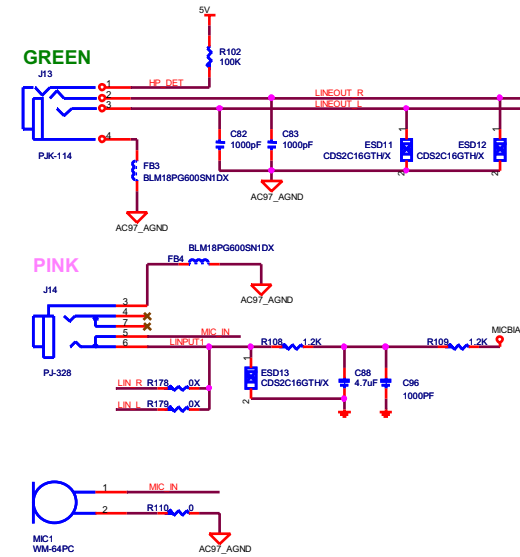 5V
GREEN
R102
100K
J13
1
HP_DET
2
LINEOUT_R
3
LINEOUT_L
4
PJK-114
C82
1000pF
C83
1000pF
ESD11
CDS2C16GTH/X
1
2
ESD12
CDS2C16GTH/X
1
2
FB3
BLM18PG600SN1DX
AC97_AGND
AC97_AGND
PINK
BLM18PG600SN1DX
FB4
AC97_AGND
J14
3
4
7
5
MIC_IN
6
LINPUT1
PJ-328
R108
1.2K
R109
1.2K
MICBIA
1
ESD13
CDS2C16GTH/X
2
C88
4.7uF
C96
1000PF
LIN_R
R178
0X
LIN_L
R179
0X
1
MIC_IN
2
R110
0
MIC1
WM-64PC
AC97_AGND